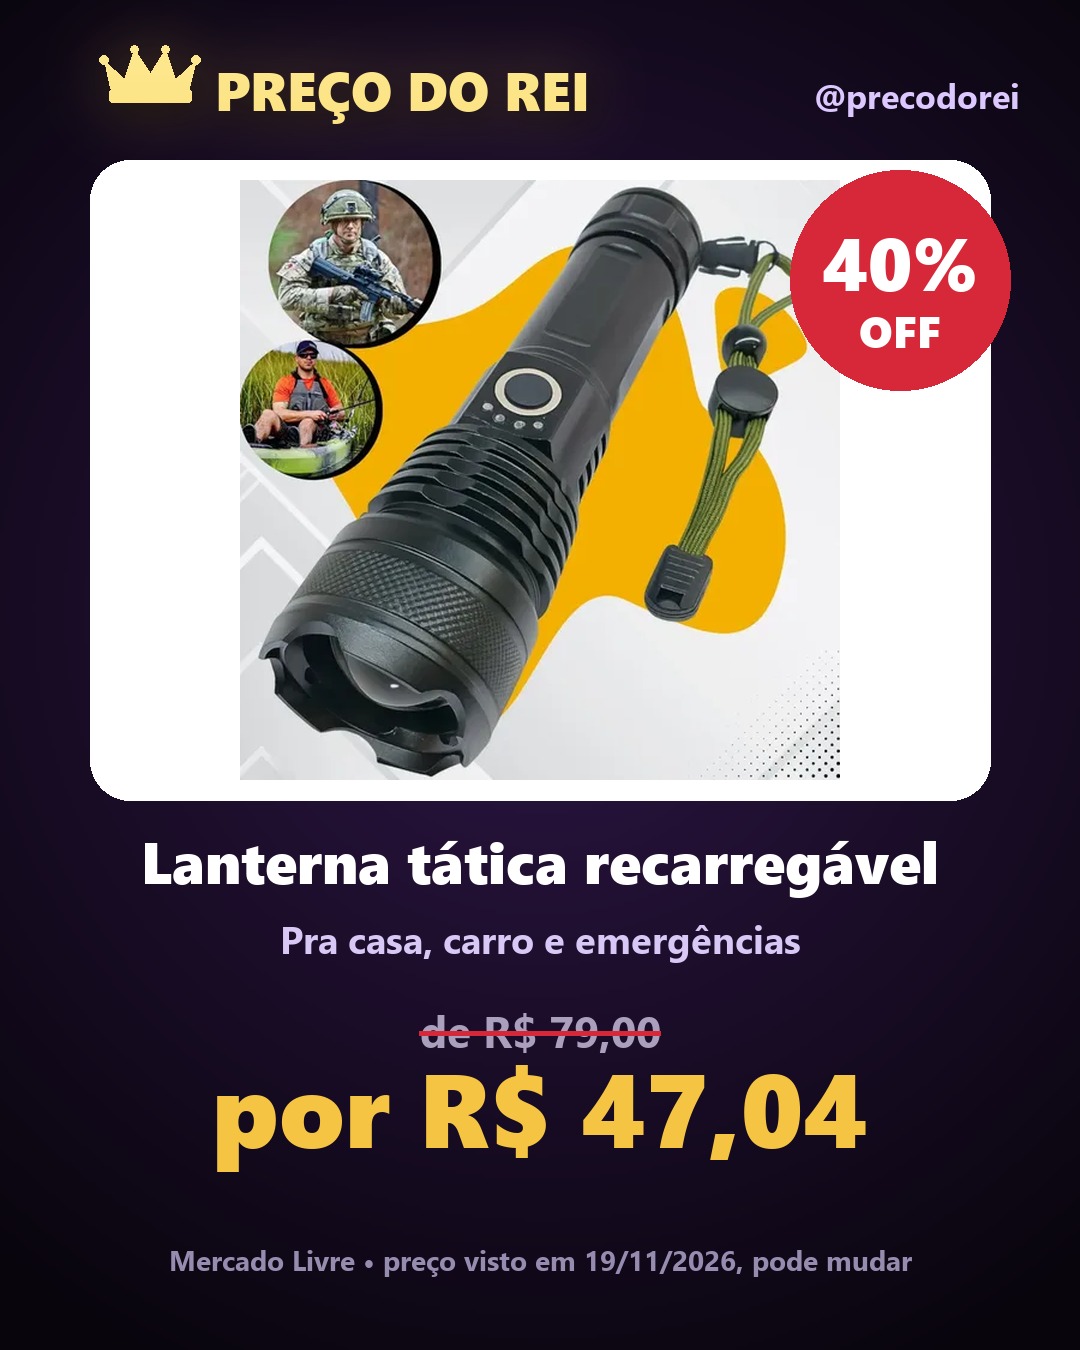 PREÇO DO REI
@precodorei
40%
OFF
Lanterna tática recarregável
Pra casa, carro e emergências
de R$ 79,00
por R$ 47,04
Mercado Livre • preço visto em 19/11/2026, pode mudar